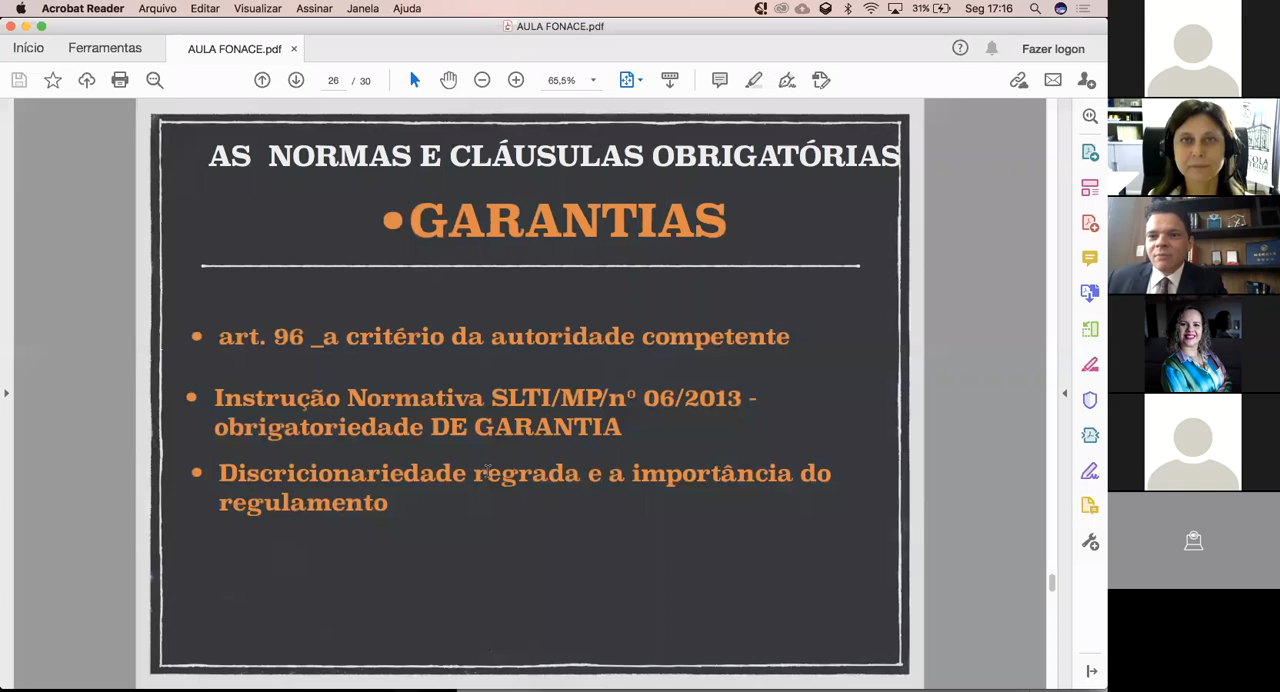 Acrobat Reader Arquivo Editar Visualizar Assinar Janela Ajuda 31% Seg 17:16
AULA FONACE.pdf
Início Ferramentas AULA FONACE.pdf × Fazer logon
26 / 30 65,5%
AS NORMAS E CLÁUSULAS OBRIGATÓRIAS
•GARANTIAS
• art. 96 _a critério da autoridade competente
• Instrução Normativa SLTI/MP/nº 06/2013 -
obrigatoriedade DE GARANTIA
• Discricionariedade regrada e a importância do
regulamento